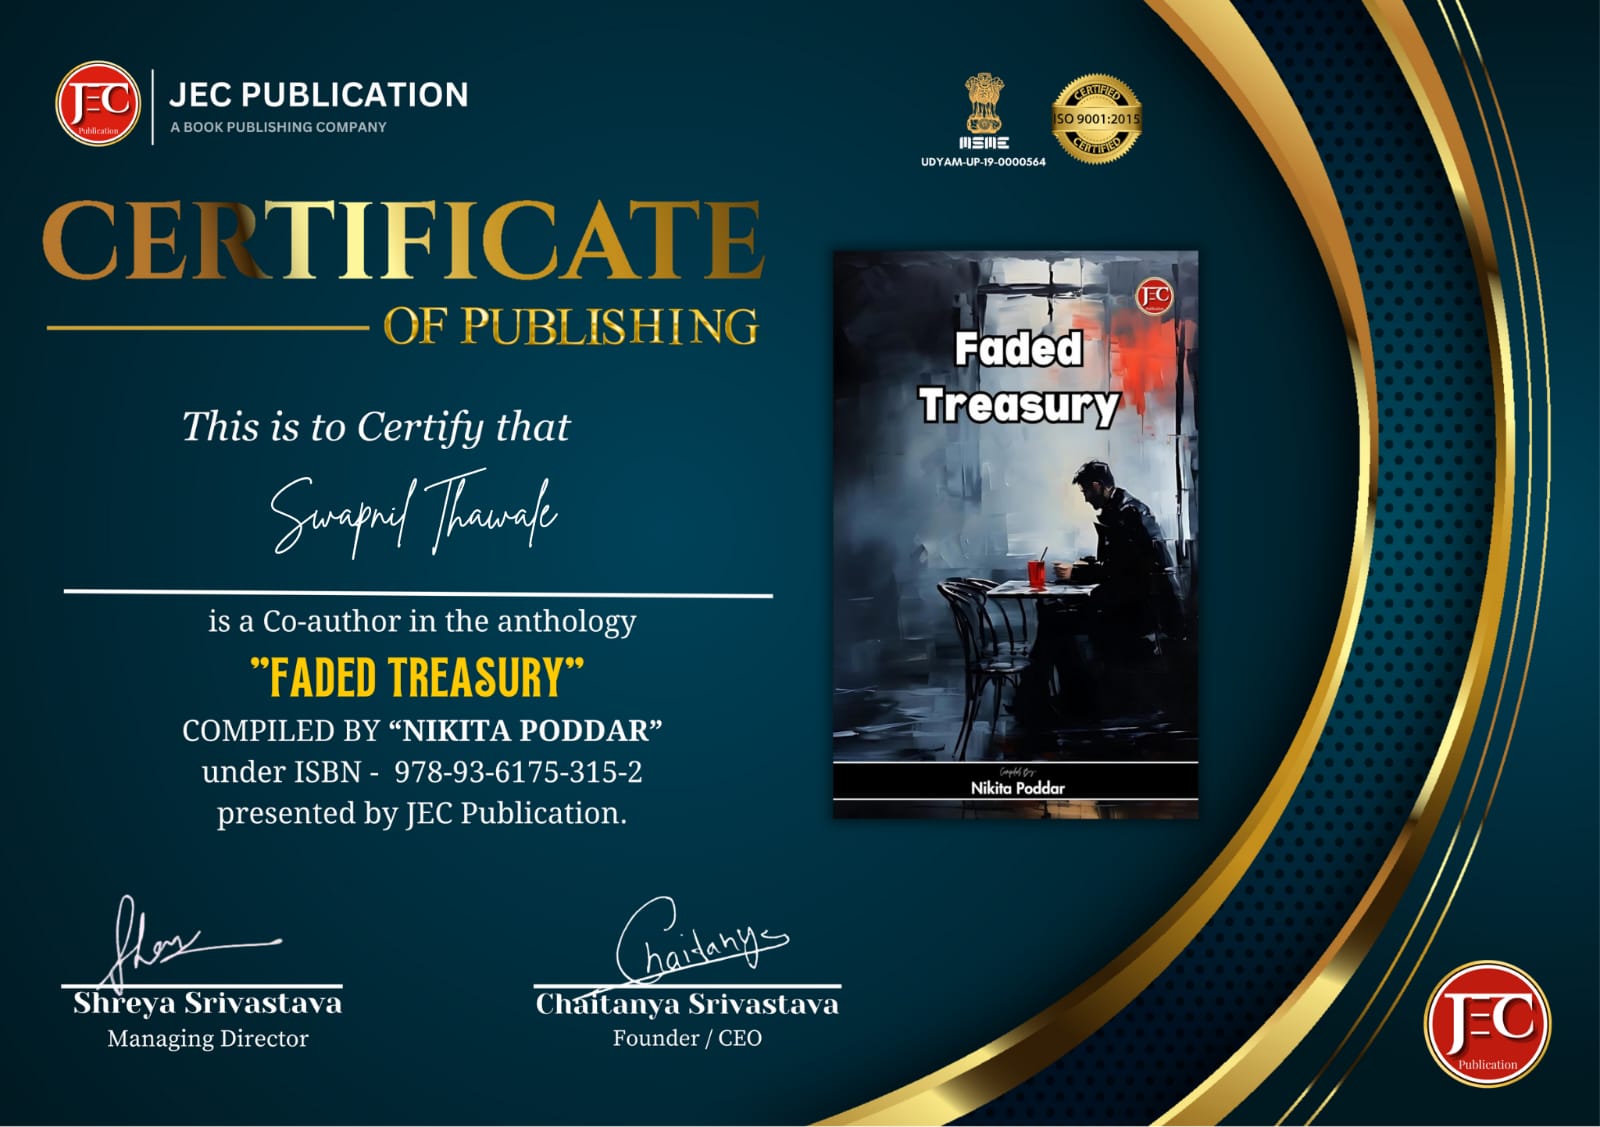 JEC
Publication
JEC PUBLICATION
A BOOK PUBLISHING COMPANY
MSME
UDYAM-UP-19-0000564
CERTIFIED
ISO 9001:2015
CERTIFIED
CERTIFICATE
OF PUBLISHING
This is to Certify that
Swapnil Thawale
is a Co-author in the anthology
”FADED TREASURY”
COMPILED BY “NIKITA PODDAR”
under ISBN - 978-93-6175-315-2
presented by JEC Publication.
JEC
Faded
Treasury
Compiled By-
Nikita Poddar
Shreya Srivastava
Managing Director
Chaitanya
Chaitanya Srivastava
Founder / CEO
JEC
Publication